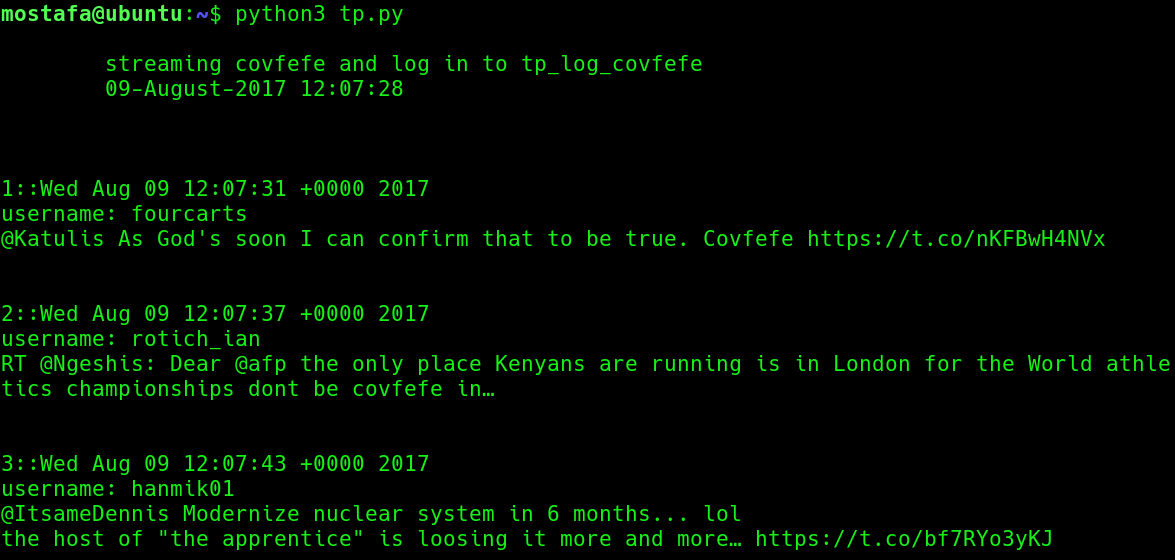 mostafa@ubuntu:~$ python3 tp.py
streaming covfefe and log in to tp_log_covfefe
09-August-2017 12:07:28
1::Wed Aug 09 12:07:31 +0000 2017
username: fourcarts
@Katulis As God's soon I can confirm that to be true. Covfefe https://t.co/nKFBwH4NVx
2::Wed Aug 09 12:07:37 +0000 2017
username: rotich_ian
RT @Ngeshis: Dear @afp the only place Kenyans are running is in London for the World athle
tics championships dont be covfefe in…
3::Wed Aug 09 12:07:43 +0000 2017
username: hanmik01
@ItsameDennis Modernize nuclear system in 6 months... lol
the host of "the apprentice" is loosing it more and more… https://t.co/bf7RYo3yKJ